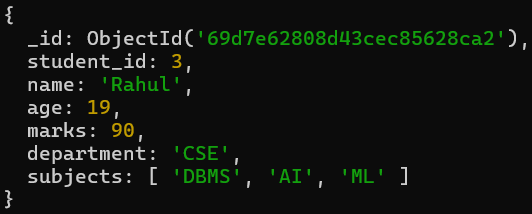 {
  _id: ObjectId('69d7e62808d43cec85628ca2'),
  student_id: 3,
  name: 'Rahul',
  age: 19,
  marks: 90,
  department: 'CSE',
  subjects: [ 'DBMS', 'AI', 'ML' ]
}